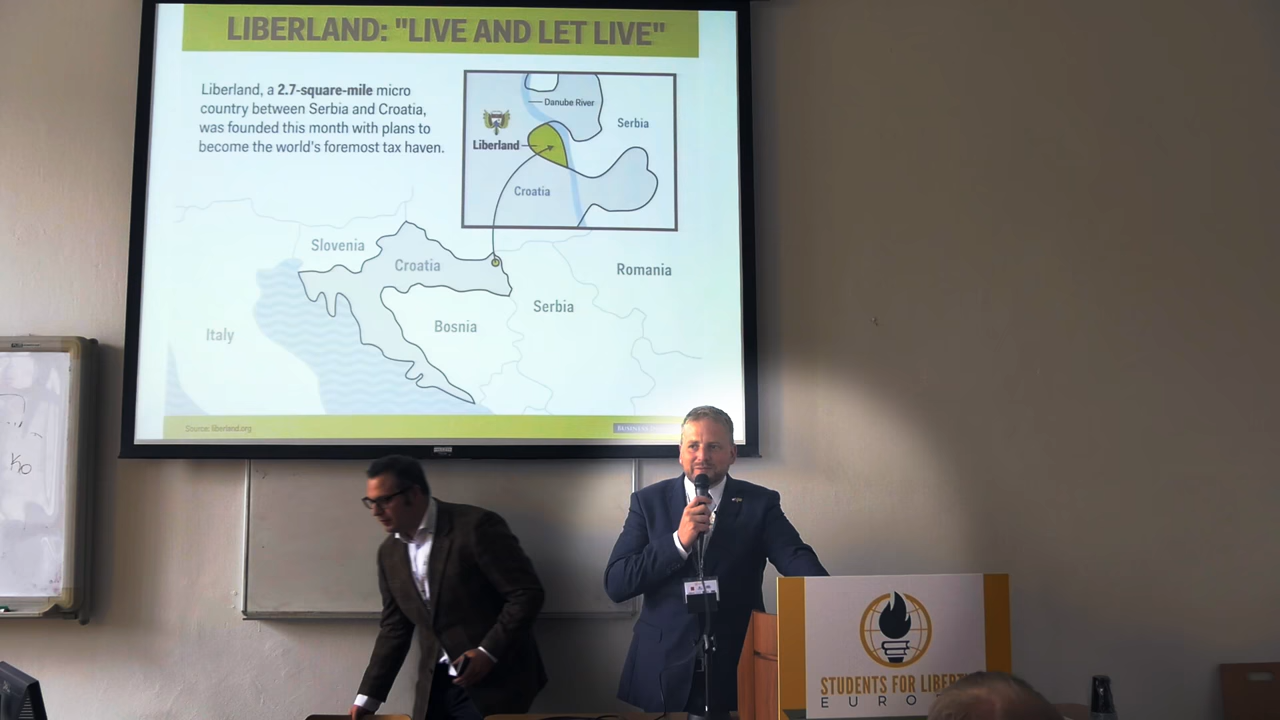 LIBERLAND: "LIVE AND LET LIVE"
Liberland, a 2.7-square-mile micro
country between Serbia and Croatia,
was founded this month with plans to
become the world's foremost tax haven.
Danube River
Serbia
Liberland
Croatia
Slovenia
Croatia
Romania
Serbia
Bosnia
Italy
Source: liberland.org
STUDENTS FOR LIBERT
EURO